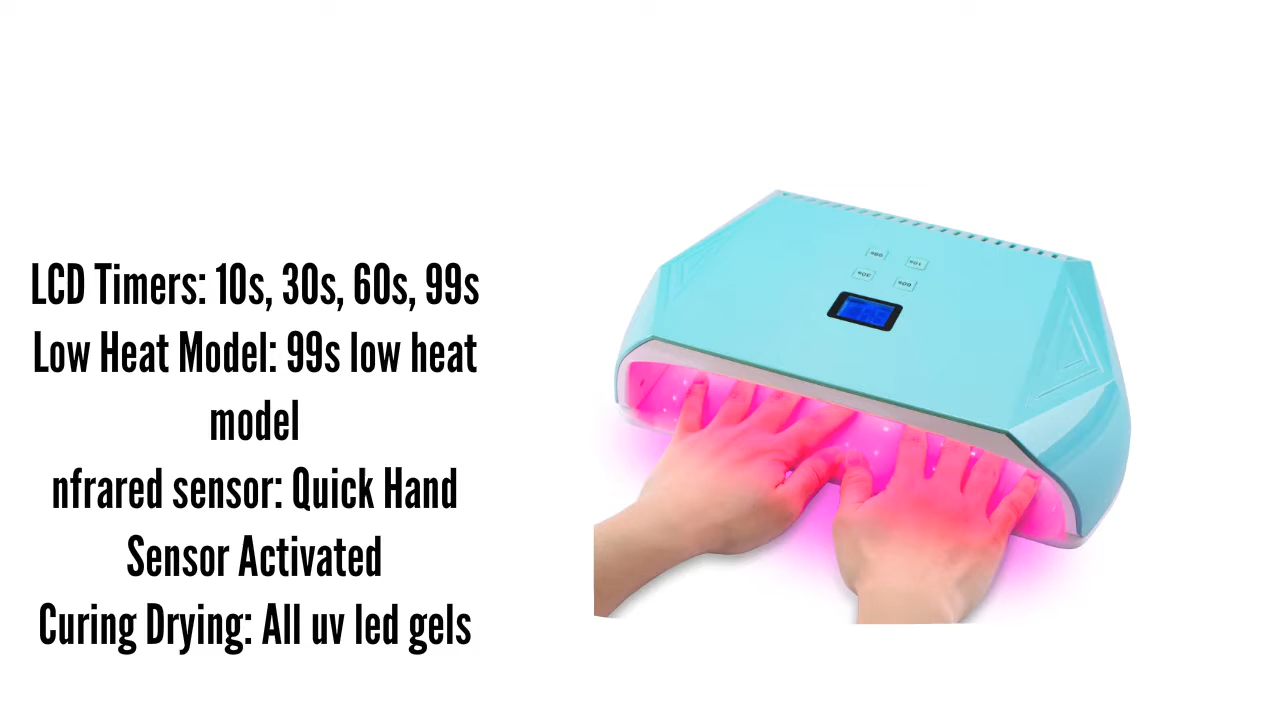 LCD Timers: 10s, 30s, 60s, 99s
Low Heat Model: 99s low heat
model
nfrared sensor: Quick Hand
Sensor Activated
Curing Drying: All uv led gels